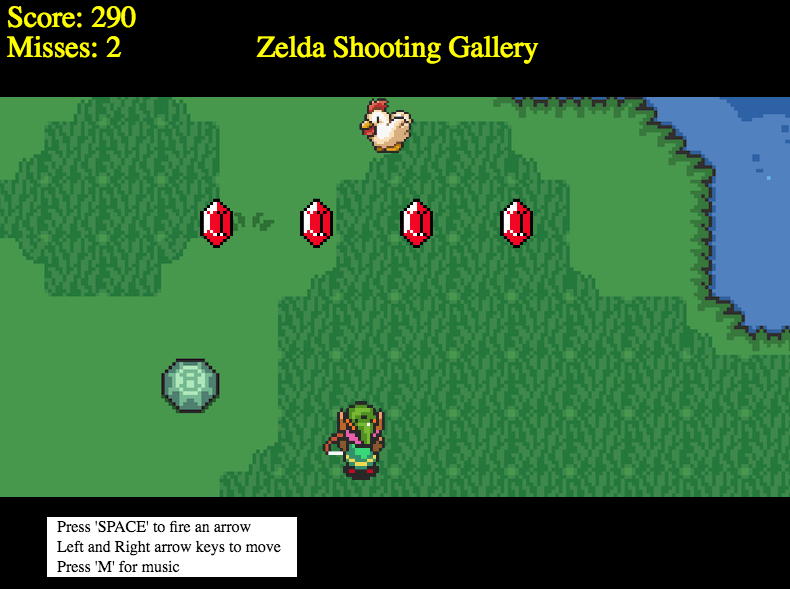 Score: 290
Misses: 2
Zelda Shooting Gallery
Press 'SPACE' to fire an arrow
Left and Right arrow keys to move
Press 'M' for music